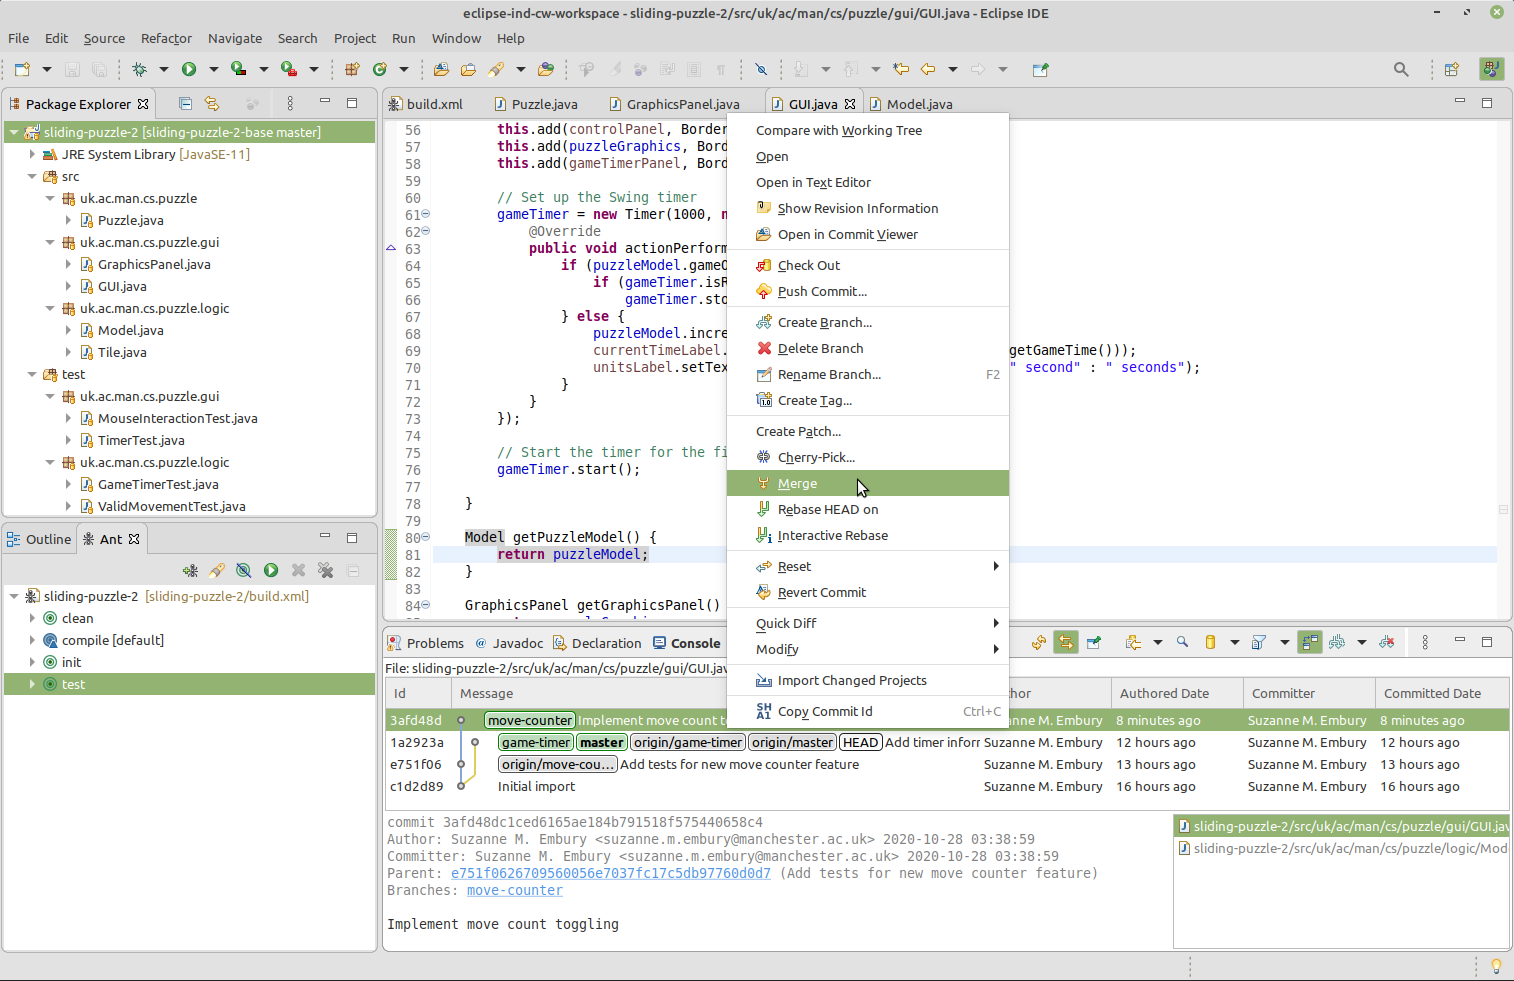 eclipse-ind-cw-workspace - sliding-puzzle-2/src/uk/ac/man/cs/puzzle/gui/GUI.java - Eclipse IDE
File Edit Source Refactor Navigate Search Project Run Window Help
Package Explorer
sliding-puzzle-2 [sliding-puzzle-2-base master]
JRE System Library [JavaSE-11]
src
uk.ac.man.cs.puzzle
Puzzle.java
uk.ac.man.cs.puzzle.gui
GraphicsPanel.java
GUI.java
uk.ac.man.cs.puzzle.logic
Model.java
Tile.java
test
uk.ac.man.cs.puzzle.gui
MouseInteractionTest.java
TimerTest.java
uk.ac.man.cs.puzzle.logic
GameTimerTest.java
ValidMovementTest.java
Outline Ant
sliding-puzzle-2 [sliding-puzzle-2/build.xml]
clean
compile [default]
init
test
build.xml Puzzle.java GraphicsPanel.java GUI.java Model.java
56 this.add(controlPanel, Border
57 this.add(puzzleGraphics, Bord
58 this.add(gameTimerPanel, Bord
59
60 // Set up the Swing timer
61 gameTimer = new Timer(1000, n
62 @Override
63 public void actionPerform
64 if (puzzleModel.gameO
65 if (gameTimer.isR
66 gameTimer.sto
67 } else {
68 puzzleModel.incre
69 currentTimeLabel. getGameTime()));
70 unitsLabel.setTex " second" : " seconds");
71 }
72 }
73 });
74
75 // Start the timer for the fi
76 gameTimer.start();
77
78 }
79
80 Model getPuzzleModel() {
81 return puzzleModel;
82 }
83
84 GraphicsPanel getGraphicsPanel()
Compare with Working Tree
Open
Open in Text Editor
Show Revision Information
Open in Commit Viewer
Check Out
Push Commit...
Create Branch...
Delete Branch
Rename Branch... F2
Create Tag...
Create Patch...
Cherry-Pick...
Merge
Rebase HEAD on
Interactive Rebase
Reset
Revert Commit
Quick Diff
Modify
Import Changed Projects
SHA1 Copy Commit Id Ctrl+C
Problems @ Javadoc Declaration Console
File: sliding-puzzle-2/src/uk/ac/man/cs/puzzle/gui/GUI.jav
Id Message hor Authored Date Committer Committed Date
3afd48d move-counter Implement move count t nne M. Embury 8 minutes ago Suzanne M. Embury 8 minutes ago
1a2923a game-timer master origin/game-timer origin/master HEAD Add timer inforr Suzanne M. Embury 12 hours ago Suzanne M. Embury 12 hours ago
e751f06 origin/move-cou... Add tests for new move counter feature Suzanne M. Embury 13 hours ago Suzanne M. Embury 13 hours ago
c1d2d89 Initial import Suzanne M. Embury 16 hours ago Suzanne M. Embury 16 hours ago
commit 3afd48dc1ced6165ae184b791518f575440658c4
Author: Suzanne M. Embury <suzanne.m.embury@manchester.ac.uk> 2020-10-28 03:38:59
Committer: Suzanne M. Embury <suzanne.m.embury@manchester.ac.uk> 2020-10-28 03:38:59
Parent: e751f0626709560056e7037fc17c5db97760d0d7 (Add tests for new move counter feature)
Branches: move-counter
Implement move count toggling
sliding-puzzle-2/src/uk/ac/man/cs/puzzle/gui/GUI.jav
sliding-puzzle-2/src/uk/ac/man/cs/puzzle/logic/Mod